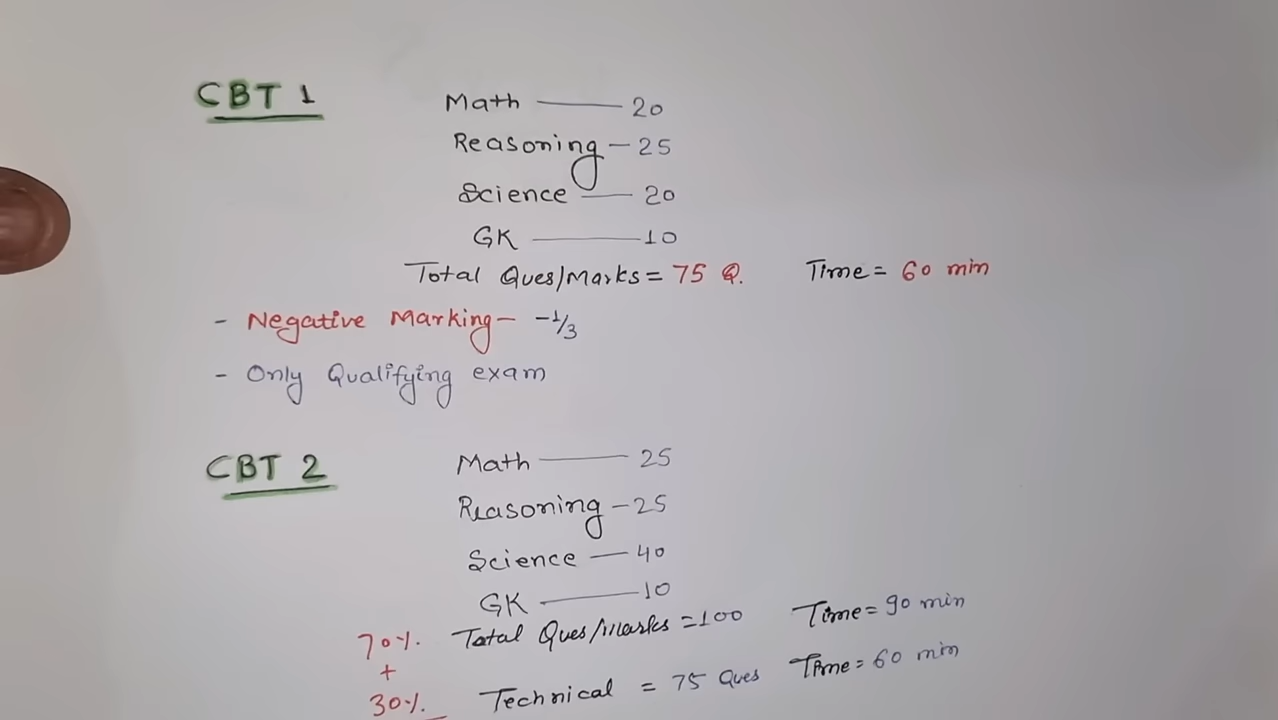 CBT 1
Math — 20
Reasoning — 25
Science — 20
GK — 10
Total Ques/Marks = 75 Q. Time = 60 min
- Negative Marking — -1/3
- Only Qualifying exam
CBT 2
Math — 25
Reasoning — 25
Science — 40
GK — 10
70% Total Ques/Marks = 100 Time = 90 min
+
30% Technical = 75 Ques Time = 60 min